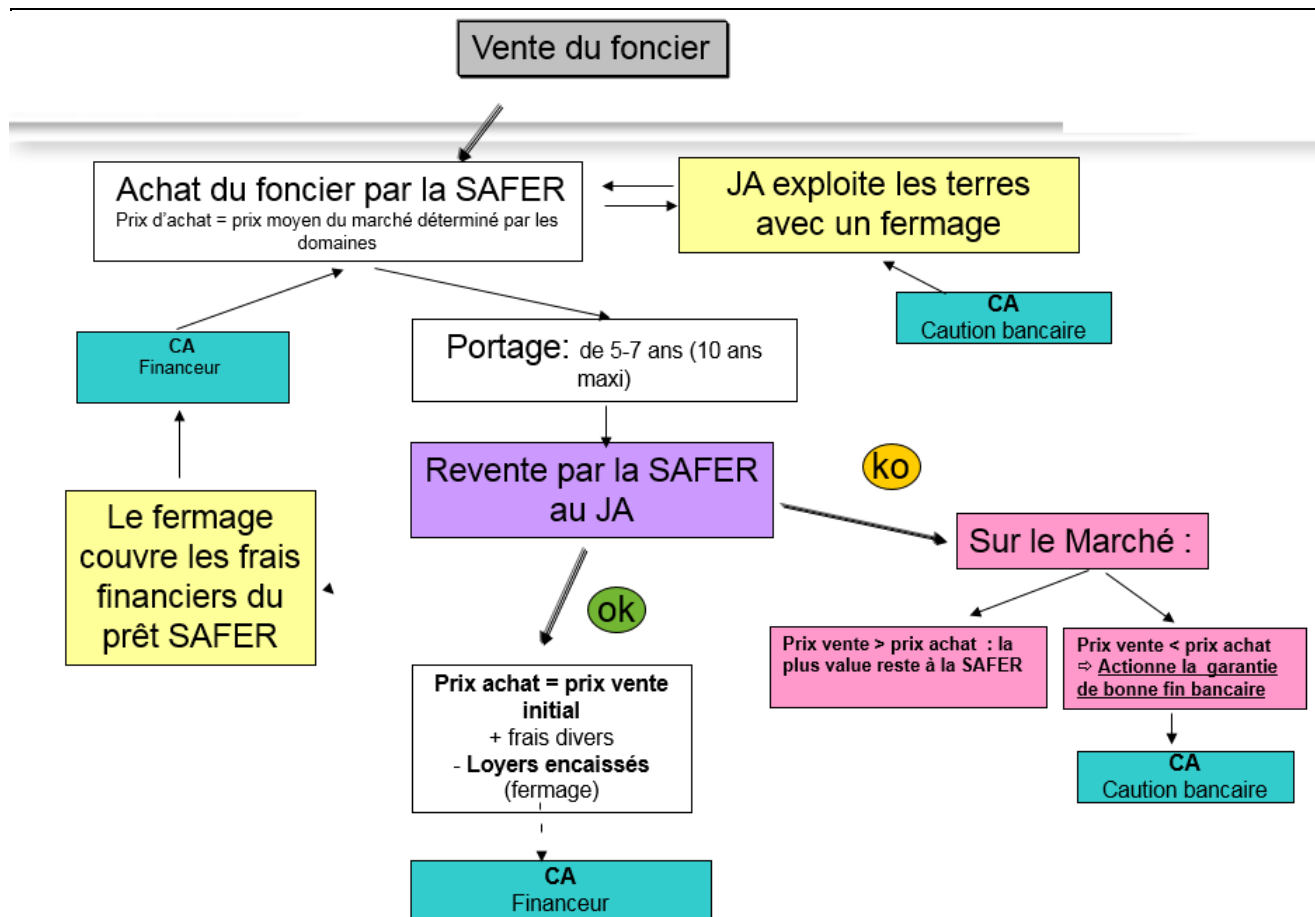 Vente du foncier
Achat du foncier par la SAFER
Prix d'achat = prix moyen du marché déterminé par les
domaines
JA exploite les terres
avec un fermage
CA
Caution bancaire
CA
Financeur
Portage: de 5-7 ans (10 ans
maxi)
Revente par la SAFER
au JA
ko
Le fermage
couvre les frais
financiers du
prêt SAFER
Sur le Marché :
ok
Prix vente > prix achat : la
plus value reste à la SAFER
Prix vente < prix achat
⇨ Actionne la garantie
de bonne fin bancaire
Prix achat = prix vente
initial
+ frais divers
- Loyers encaissés
(fermage)
CA
Caution bancaire
CA
Financeur